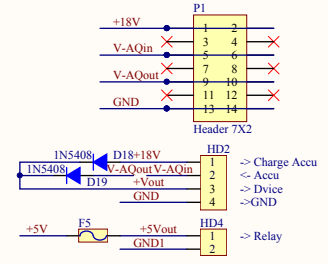 P1
+18V
1 2
3 4
V-AQin
5 6
7 8
V-AQout
9 10
11 12
GND
13 14
Header 7X2
HD2
1N5408 D18 +18V 1 -> Charge Accu
1N5408 V-AQout V-AQin 2 <- Accu
D19 +Vout 3 -> Dvice
GND 4 ->GND
HD4
+5V F5 +5Vout 1 -> Relay
GND1 2